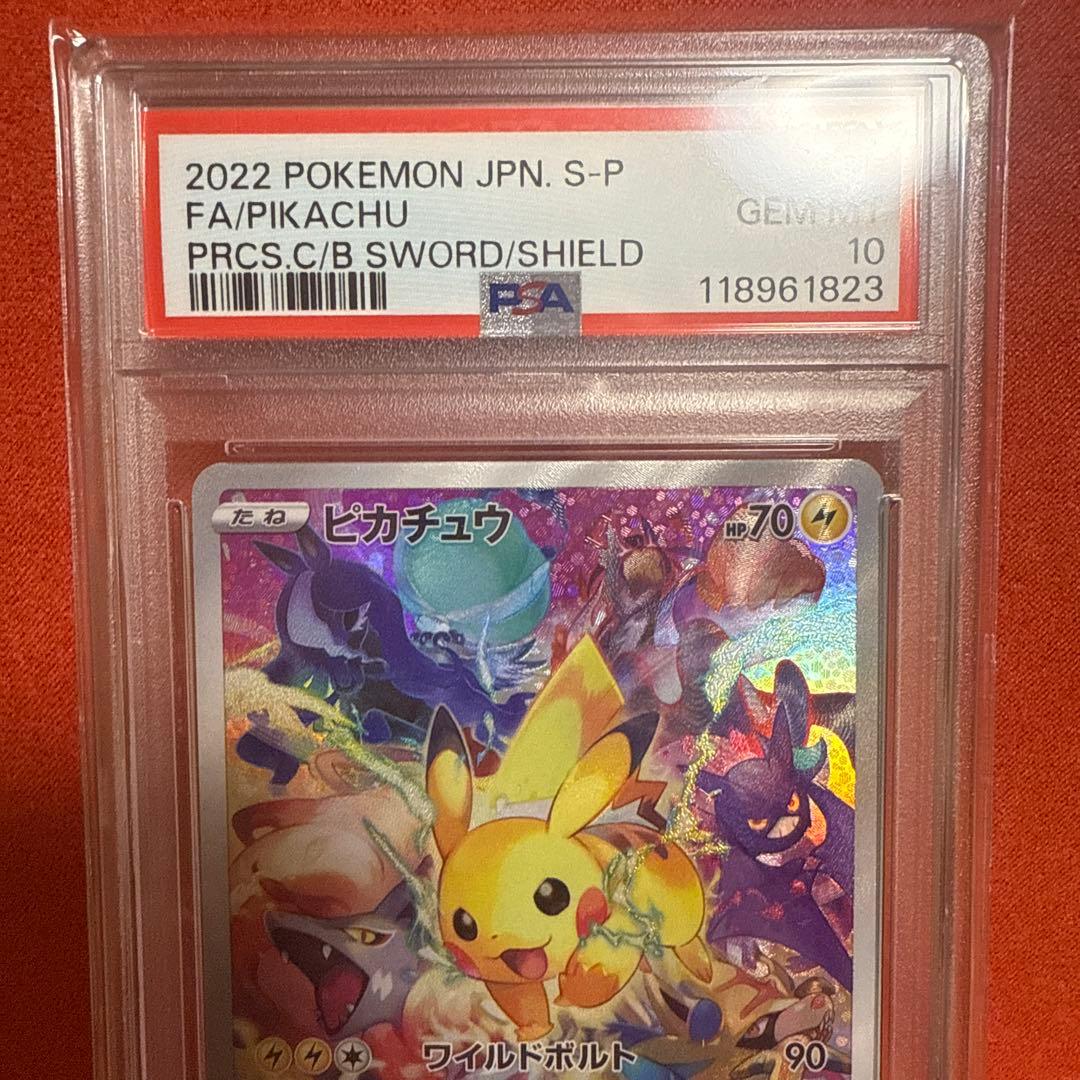 2022 POKEMON JPN. S-P
FA/PIKACHU GEM MT
PRCS.C/B SWORD/SHIELD 10
PSA 118961823
たね ピカチュウ HP70
ワイルドボルト 90